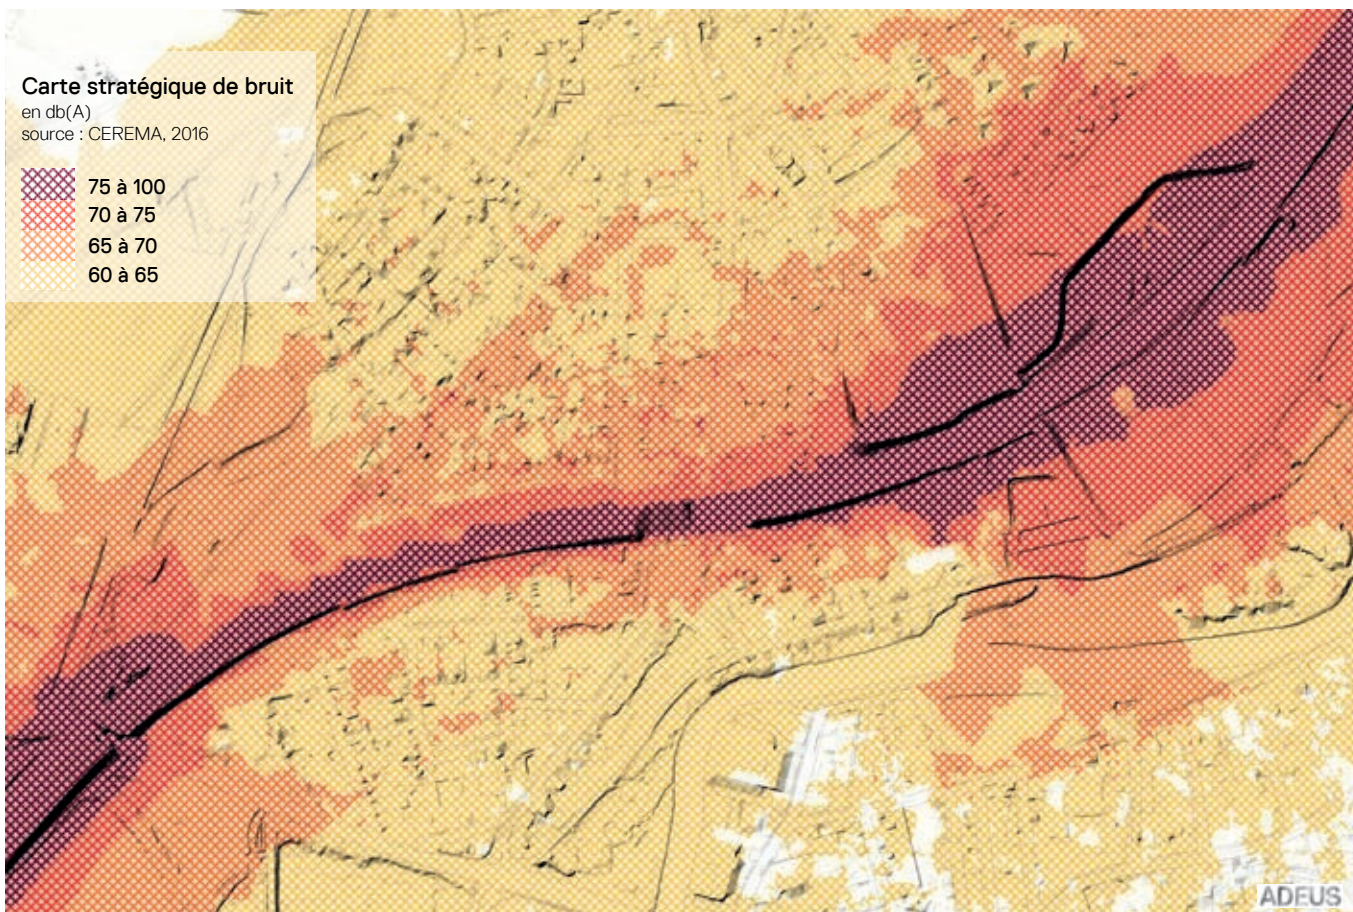 Carte stratégique de bruit
en db(A)
source : CEREMA, 2016
75 à 100
70 à 75
65 à 70
60 à 65
ADEUS